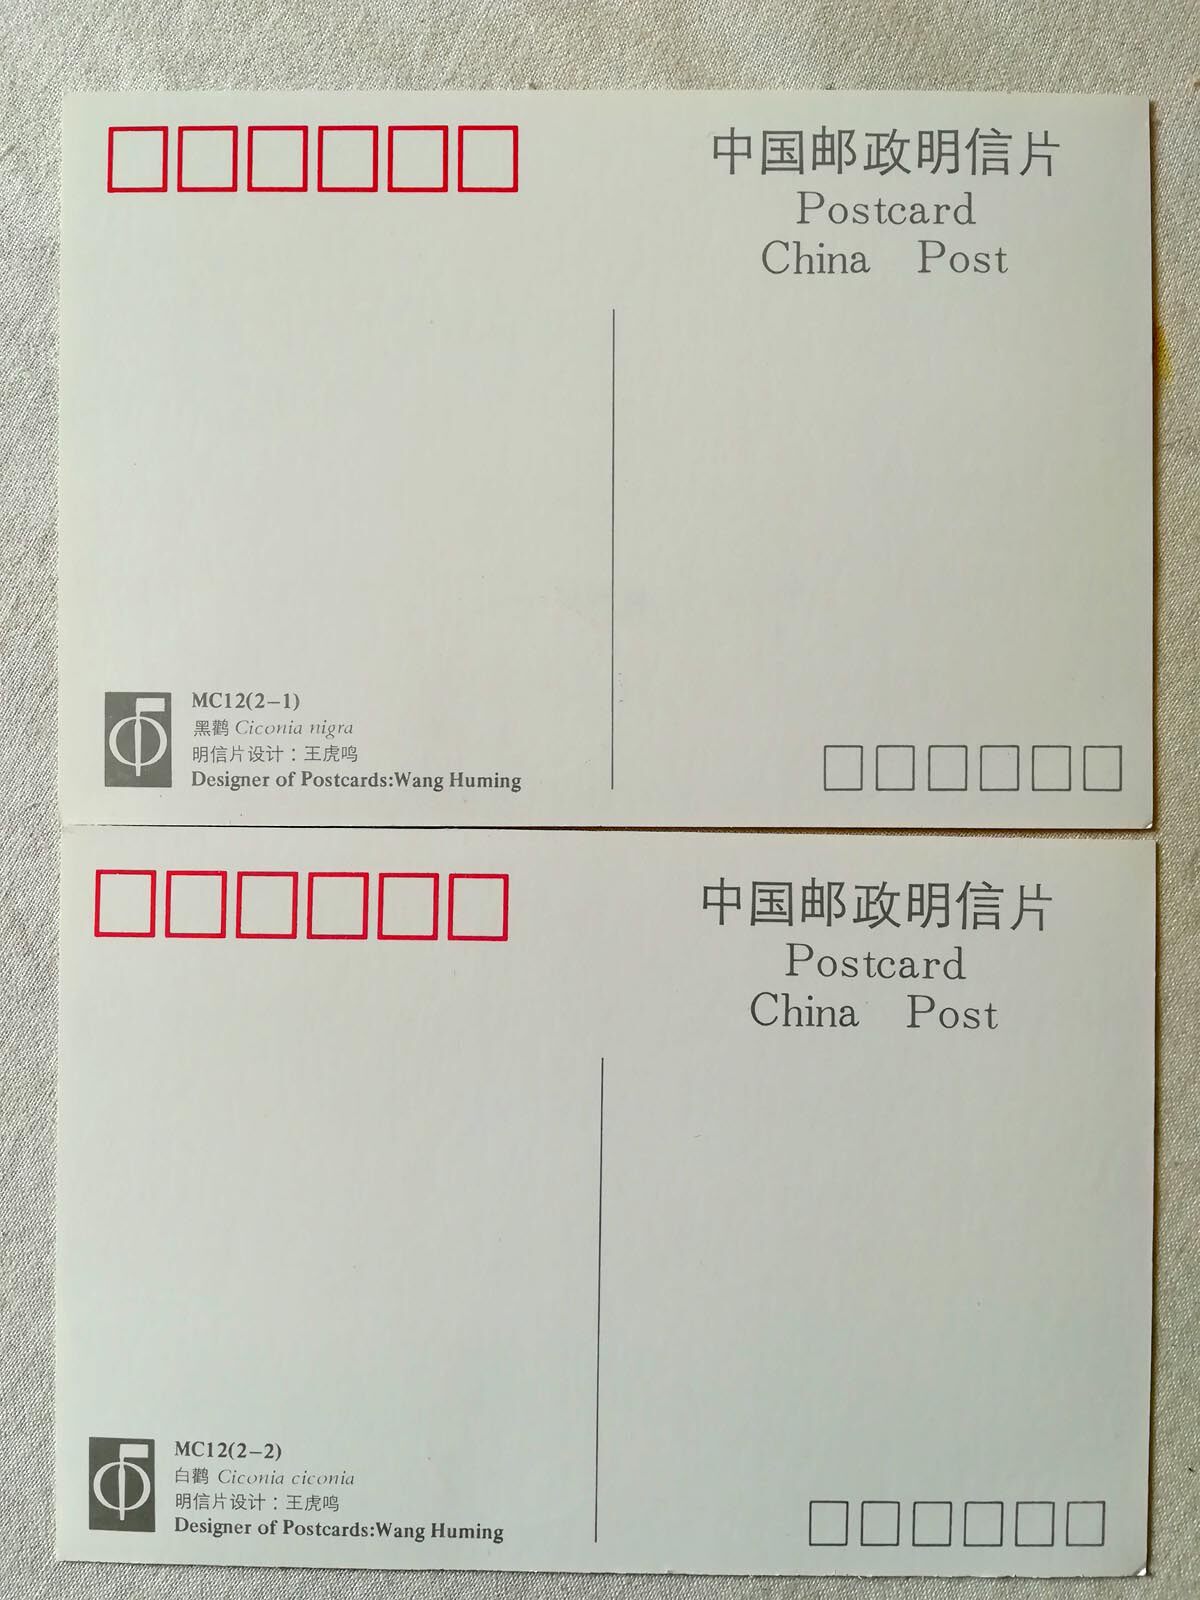 中国邮政明信片
Postcard
China Post
MC12(2-1)
黑鹳 Ciconia nigra
明信片设计：王虎鸣
Designer of Postcards:Wang Huming
中国邮政明信片
Postcard
China Post
MC12(2-2)
白鹳 Ciconia ciconia
明信片设计：王虎鸣
Designer of Postcards:Wang Huming